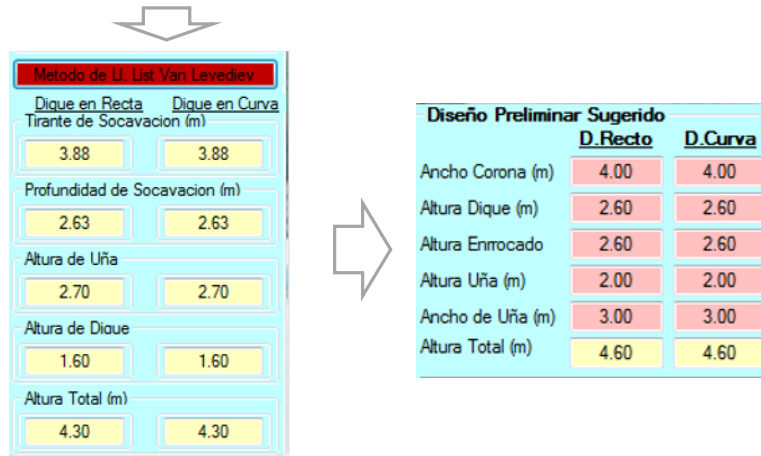 Metodo de Ll. List Van Levediev
Dique en Recta Dique en Curva
Tirante de Socavacion (m)
3.88 3.88
Profundidad de Socavacion (m)
2.63 2.63
Altura de Uña
2.70 2.70
Altura de Dique
1.60 1.60
Altura Total (m)
4.30 4.30
Diseño Preliminar Sugerido
D.Recto D.Curva
Ancho Corona (m) 4.00 4.00
Altura Dique (m) 2.60 2.60
Altura Enrrocado 2.60 2.60
Altura Uña (m) 2.00 2.00
Ancho de Uña (m) 3.00 3.00
Altura Total (m) 4.60 4.60